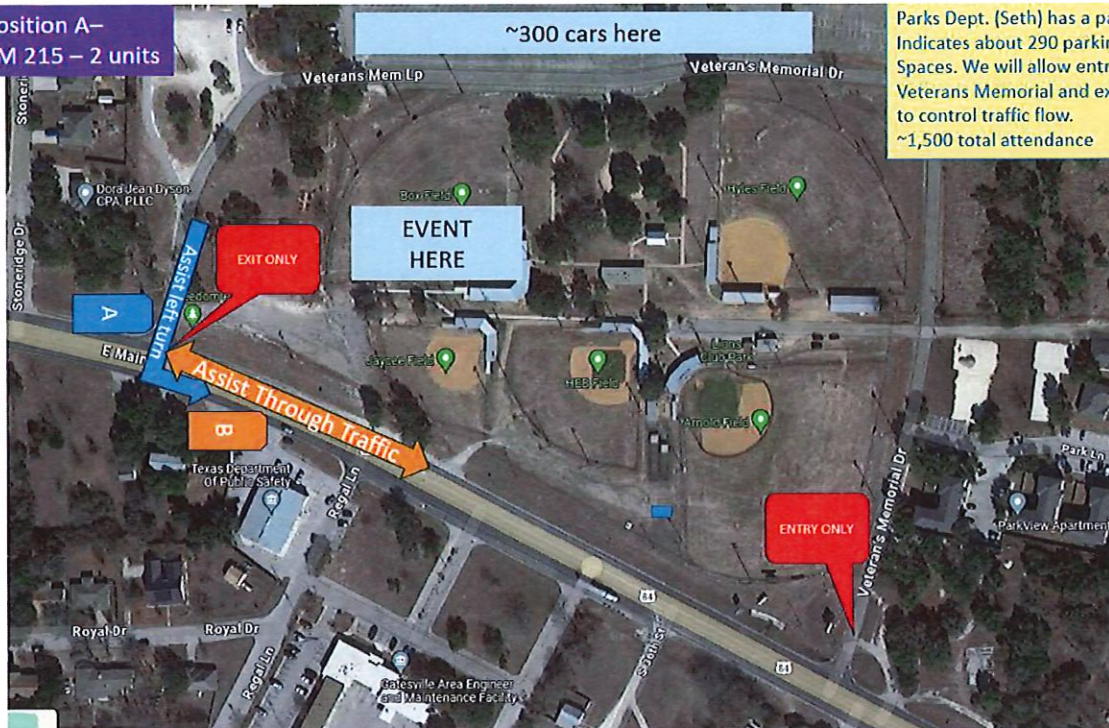 osition A–
M 215 – 2 units
~300 cars here
Parks Dept. (Seth) has a pa
Indicates about 290 parkin
Spaces. We will allow entr
Veterans Memorial and ex
to control traffic flow.
~1,500 total attendance
Veterans Mem Lp
Veteran's Memorial Dr
Dora Jean Dyson,
CPA, PLLC
Box Field
Hyles Field
EVENT
HERE
EXIT ONLY
Stoneridge Dr
A
Assist left turn
E Main
Assist Through Traffic
Jaycee Field
HEB Field
Lions
Club Park
Arnold Field
B
Texas Department
Of Public Safety
Regal Ln
Park Ln
ParkView Apartment
ENTRY ONLY
Veteran's Memorial Dr
84
84
Royal Dr
Royal Dr
Regal Ln
Gatesville Area Engineer
and Maintenance Facility
S 30th St